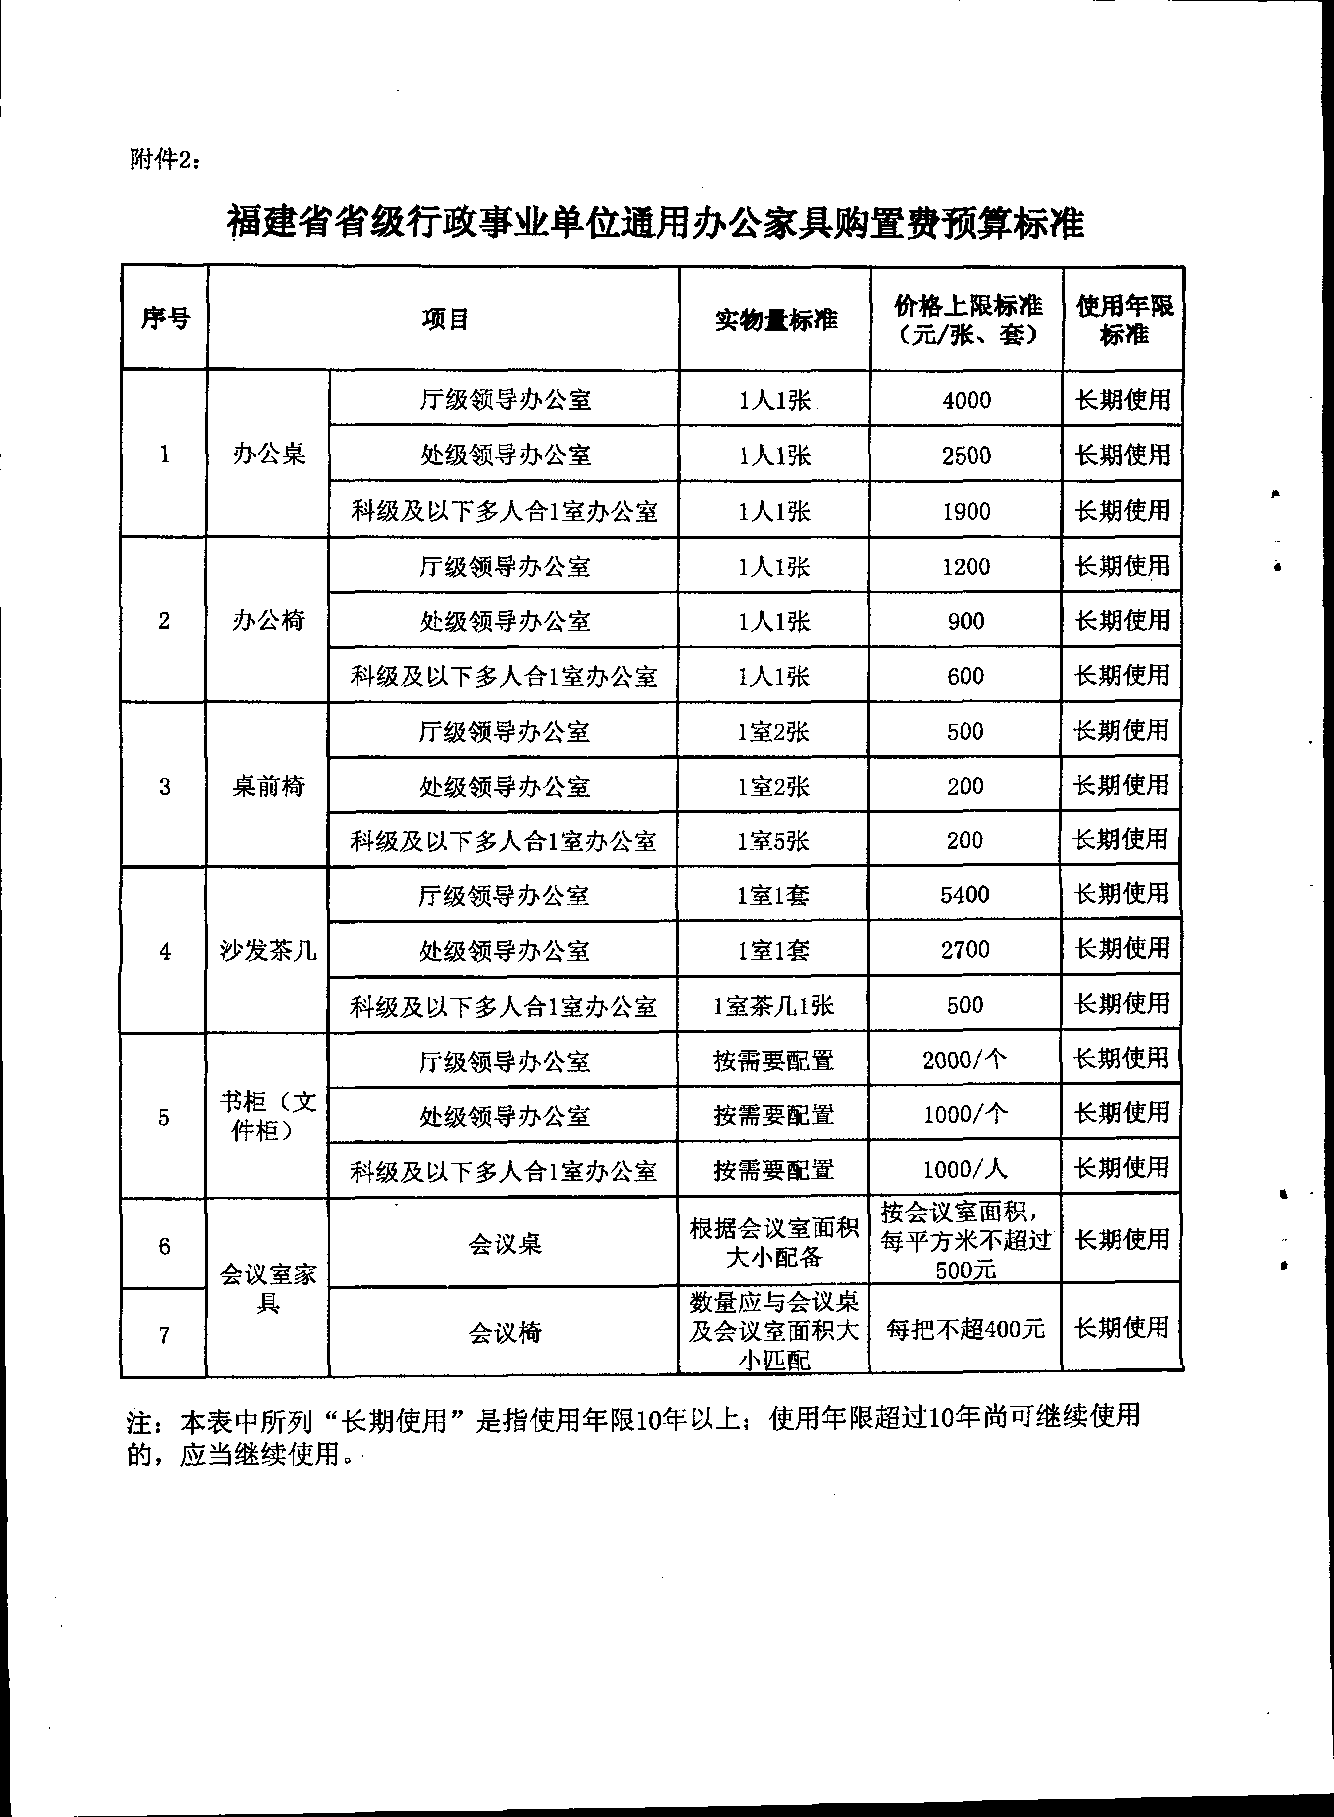 附件2：
福建省省级行政事业单位通用办公家具购置费预算标准
序号 项目 实物量标准 价格上限标准（元/张、套） 使用年限标准
1 办公桌 厅级领导办公室 1人1张 4000 长期使用
处级领导办公室 1人1张 2500 长期使用
科级及以下多人合1室办公室 1人1张 1900 长期使用
2 办公椅 厅级领导办公室 1人1张 1200 长期使用
处级领导办公室 1人1张 900 长期使用
科级及以下多人合1室办公室 1人1张 600 长期使用
3 桌前椅 厅级领导办公室 1室2张 500 长期使用
处级领导办公室 1室2张 200 长期使用
科级及以下多人合1室办公室 1室5张 200 长期使用
4 沙发茶几 厅级领导办公室 1室1套 5400 长期使用
处级领导办公室 1室1套 2700 长期使用
科级及以下多人合1室办公室 1室茶几1张 500 长期使用
5 书柜（文件柜） 厅级领导办公室 按需要配置 2000/个 长期使用
处级领导办公室 按需要配置 1000/个 长期使用
科级及以下多人合1室办公室 按需要配置 1000/人 长期使用
6 会议室家具 会议桌 根据会议室面积大小配备 按会议室面积，每平方米不超过500元 长期使用
7 会议椅 数量应与会议桌及会议室面积大小匹配 每把不超400元 长期使用
注：本表中所列“长期使用”是指使用年限10年以上；使用年限超过10年尚可继续使用
的，应当继续使用。